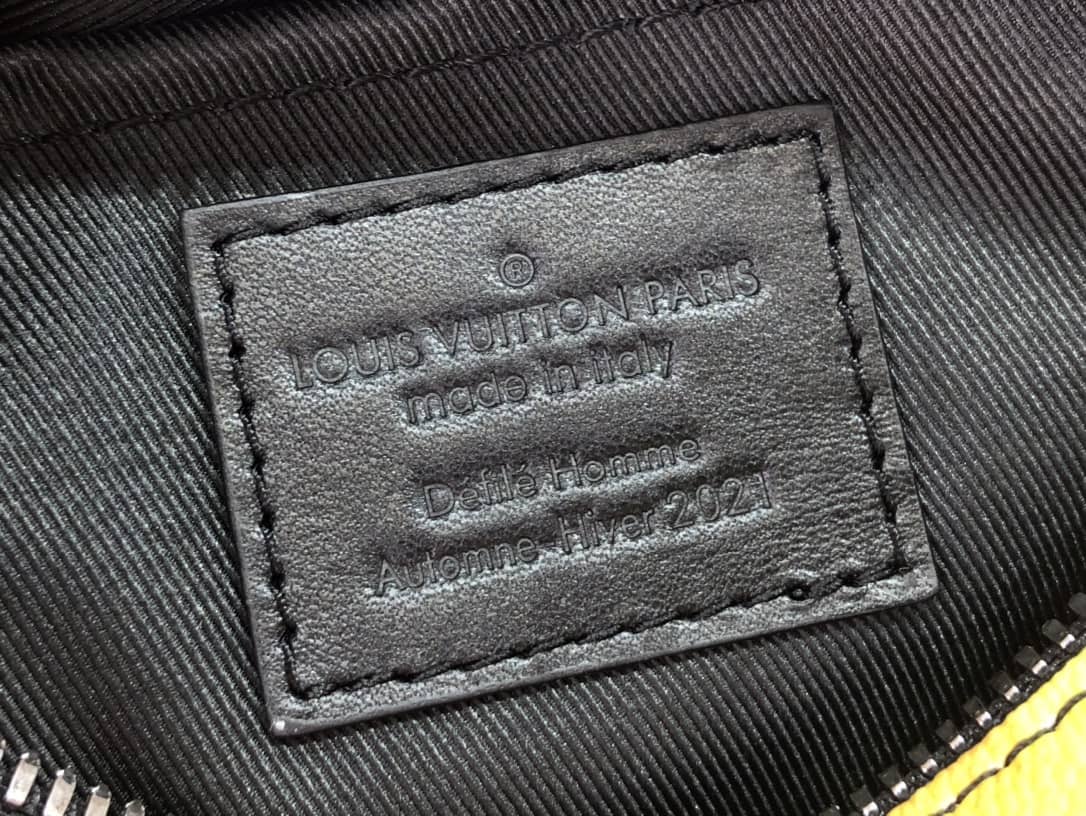 ®
LOUIS VUITTON PARIS
made in italy
Défilé Homme
Automne-Hiver 2021